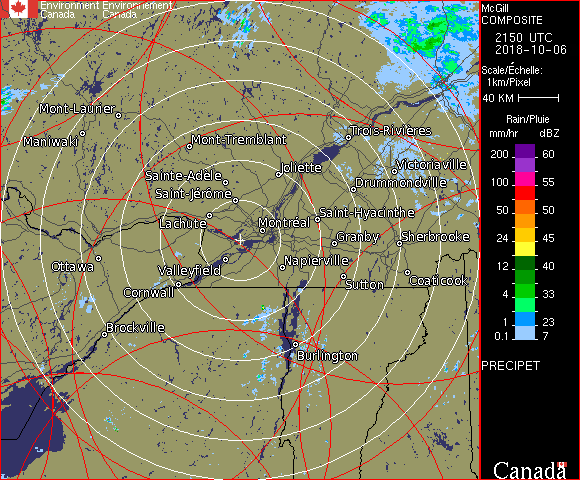 Environment Environnement
Canada Canada
McGill
COMPOSITE
2150 UTC
2018-10-06
Scale/Échelle:
1km/Pixel
40 KM
Rain/Pluie
mm/hr dBZ
200 60
100 55
50 50
24 45
12 40
4 33
1 23
0.1 7
PRECIPET
Canada
Mont-Laurier
Maniwaki
Mont-Tremblant
Trois-Rivières
Sainte-Adèle
Joliette
Victoriaville
Saint-Jérôme
Drummondville
Lachute
Saint-Hyacinthe
Montréal
Granby
Sherbrooke
Ottawa
Valleyfield
Napierville
Cornwall
Sutton
Coaticook
Brockville
Burlington